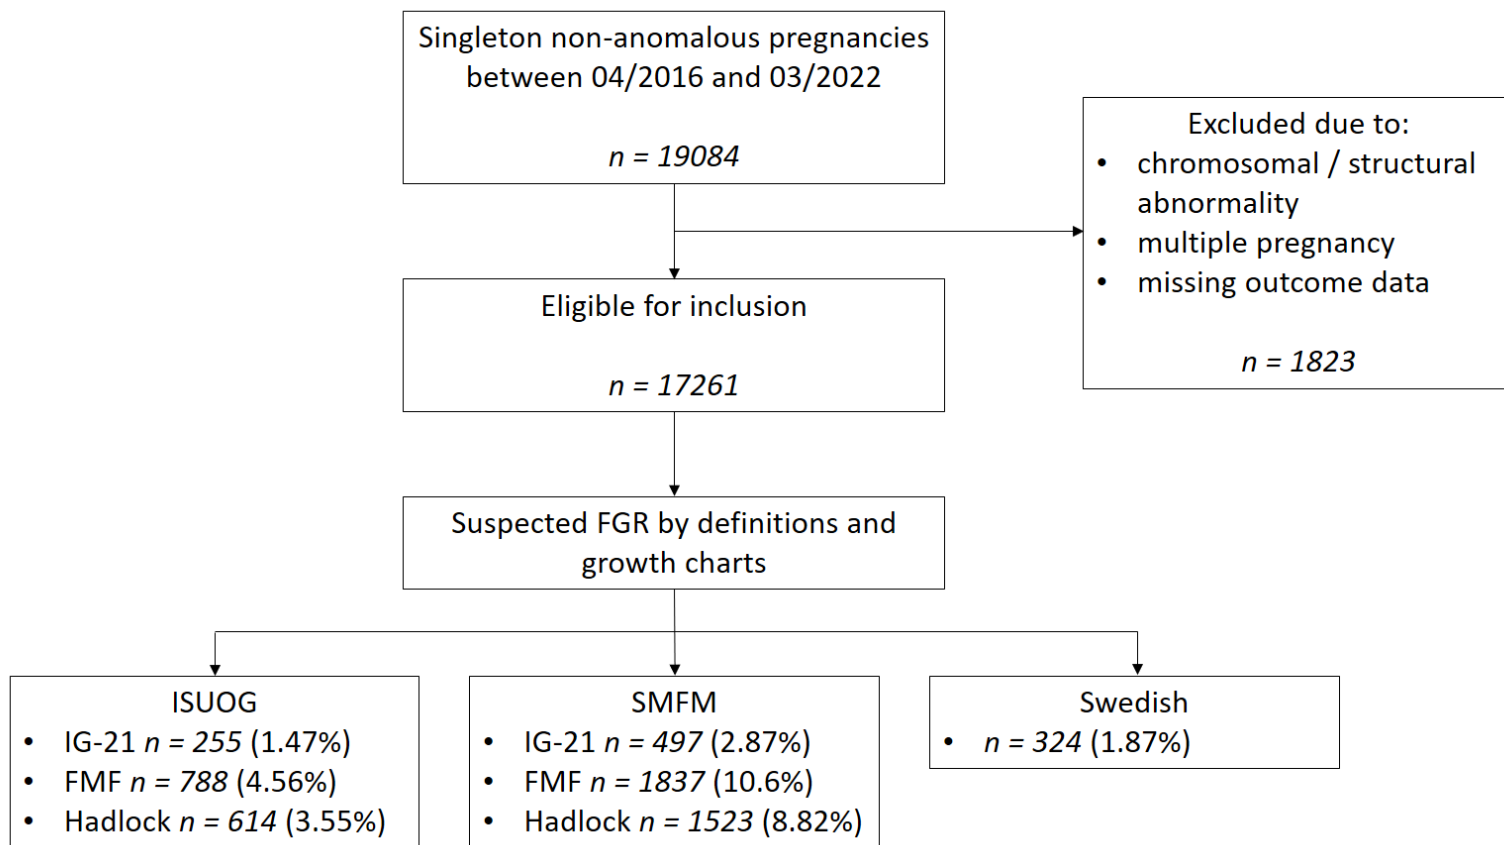 Singleton non-anomalous pregnancies
between 04/2016 and 03/2022
n = 19084
Excluded due to:
• chromosomal / structural
abnormality
• multiple pregnancy
• missing outcome data
n = 1823
Eligible for inclusion
n = 17261
Suspected FGR by definitions and
growth charts
ISUOG
• IG-21 n = 255 (1.47%)
• FMF n = 788 (4.56%)
• Hadlock n = 614 (3.55%)
SMFM
• IG-21 n = 497 (2.87%)
• FMF n = 1837 (10.6%)
• Hadlock n = 1523 (8.82%)
Swedish
• n = 324 (1.87%)